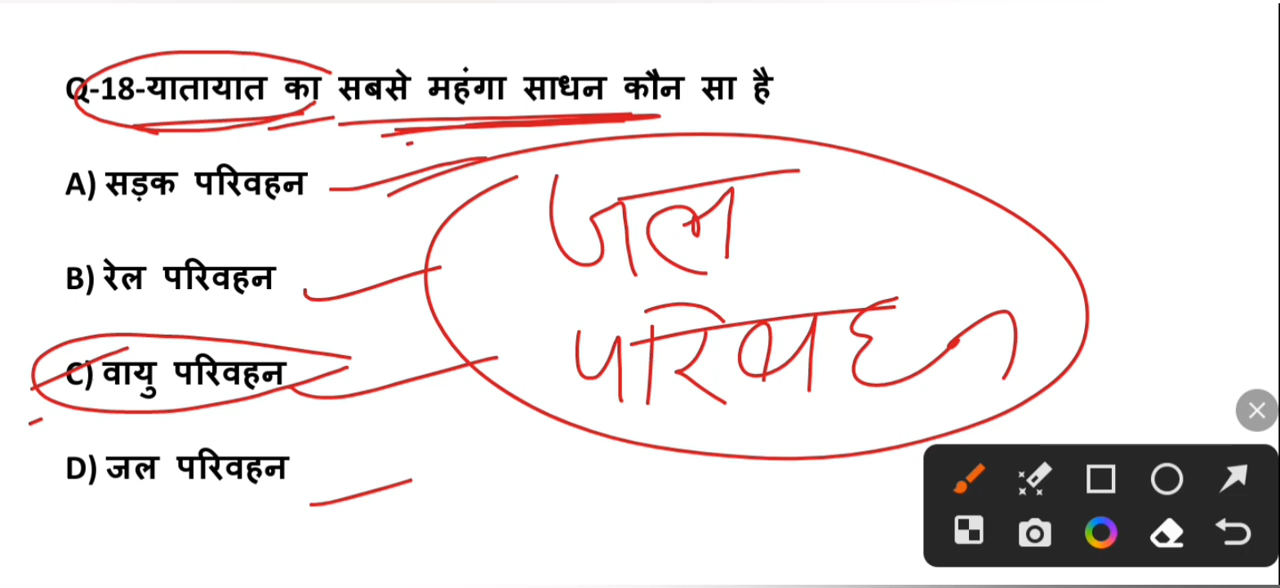 Q-18-यातायात का सबसे महंगा साधन कौन सा है
A) सड़क परिवहन
B) रेल परिवहन
C) वायु परिवहन
D) जल परिवहन
जल
परिवहन